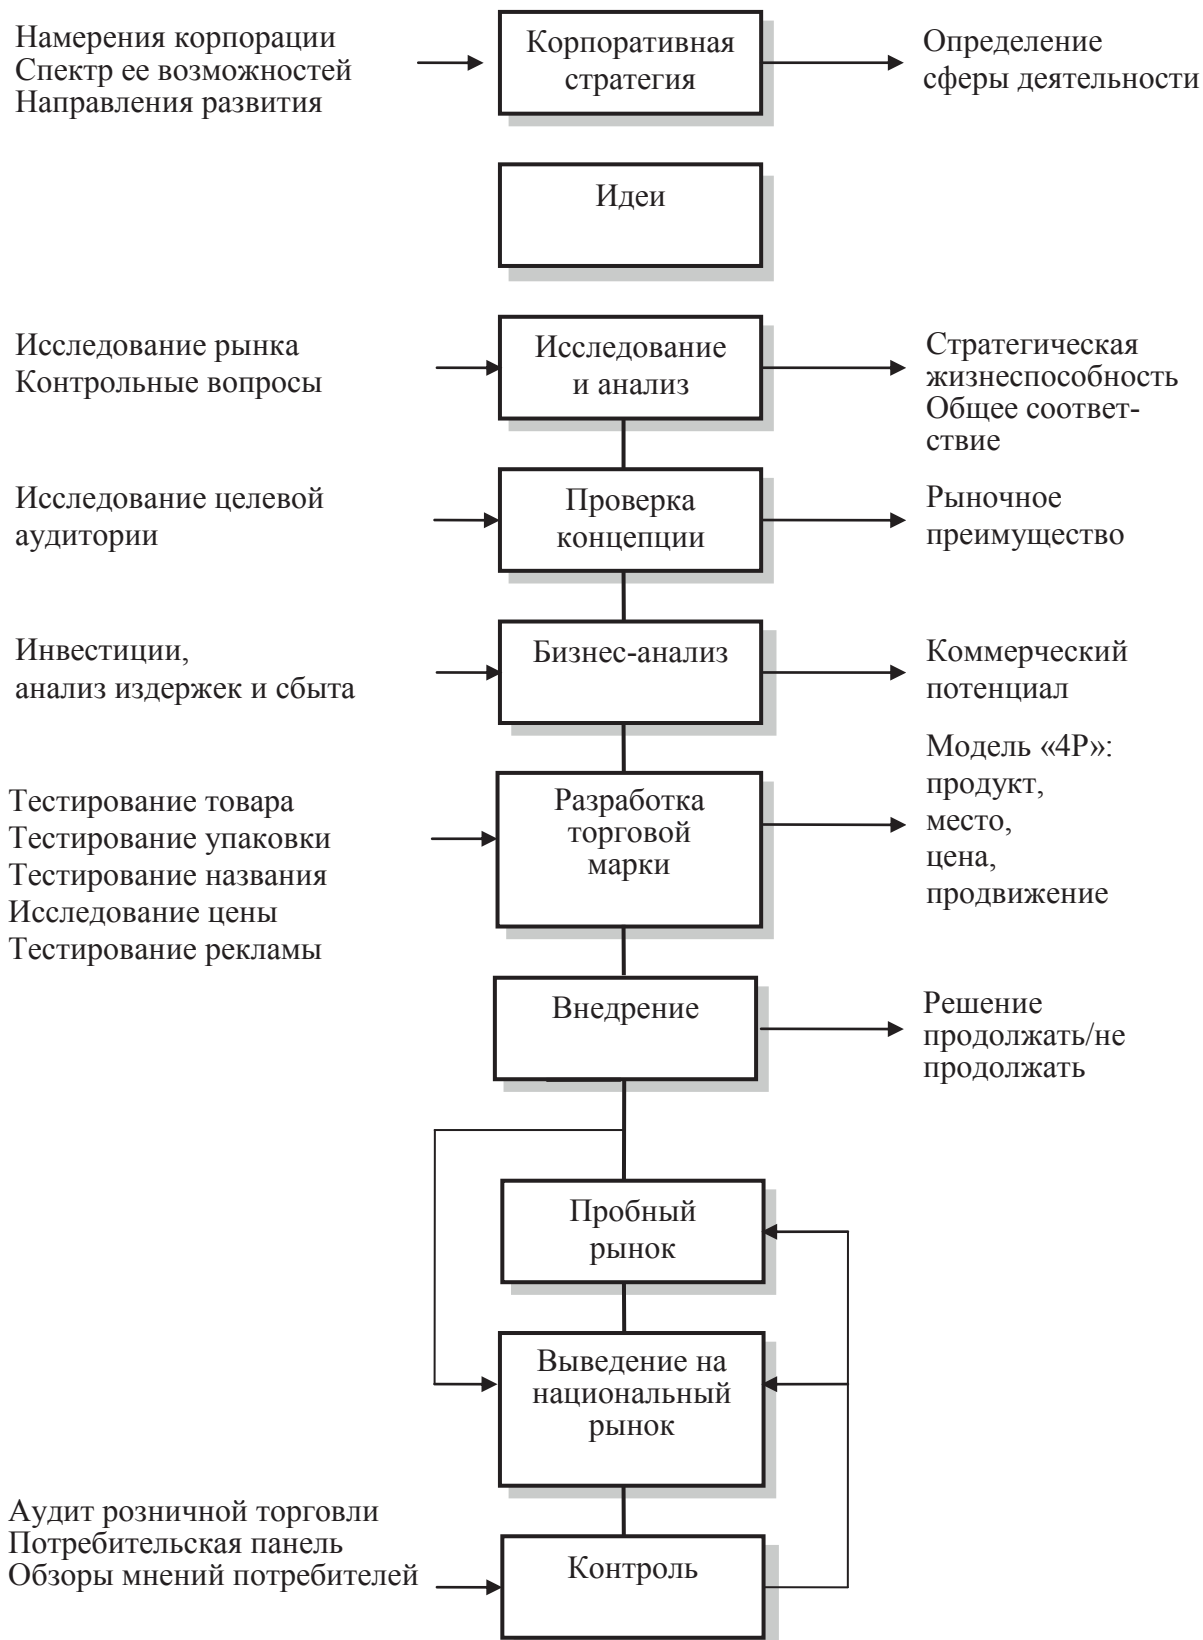 Намерения корпорации
Спектр ее возможностей
Направления развития
Корпоративная
стратегия
Определение
сферы деятельности
Идеи
Исследование рынка
Контрольные вопросы
Исследование
и анализ
Стратегическая
жизнеспособность
Общее соответ-
ствие
Исследование целевой
аудитории
Проверка
концепции
Рыночное
преимущество
Инвестиции,
анализ издержек и сбыта
Бизнес-анализ
Коммерческий
потенциал
Тестирование товара
Тестирование упаковки
Тестирование названия
Исследование цены
Тестирование рекламы
Разработка
торговой
марки
Модель «4Р»:
продукт,
место,
цена,
продвижение
Внедрение
Решение
продолжать/не
продолжать
Пробный
рынок
Выведение на
национальный
рынок
Аудит розничной торговли
Потребительская панель
Обзоры мнений потребителей
Контроль